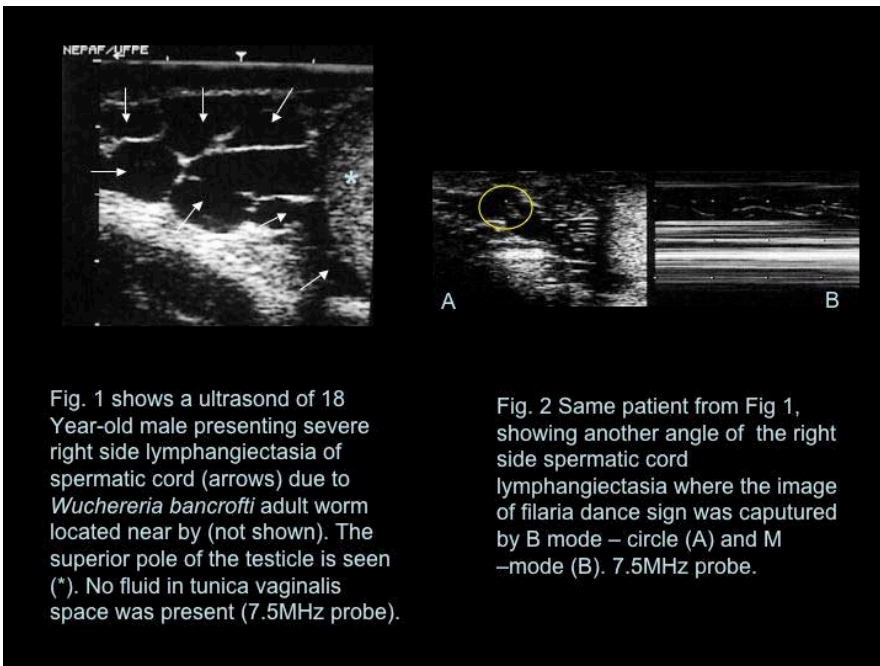 NEPAF/UFPE
*
A
B
Fig. 1 shows a ultrasond of 18
Year-old male presenting severe
right side lymphangiectasia of
spermatic cord (arrows) due to
Wuchereria bancrofti adult worm
located near by (not shown). The
superior pole of the testicle is seen
(*). No fluid in tunica vaginalis
space was present (7.5MHz probe).
Fig. 2 Same patient from Fig 1,
showing another angle of the right
side spermatic cord
lymphangiectasia where the image
of filaria dance sign was caputured
by B mode – circle (A) and M
–mode (B). 7.5MHz probe.